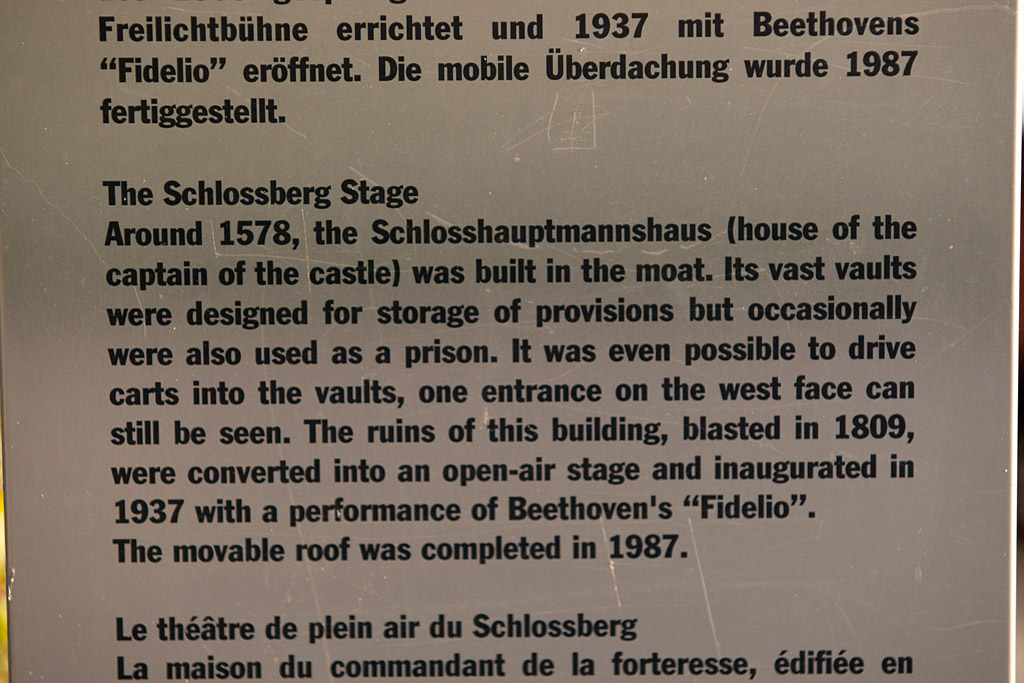 Freilichtbühne errichtet und 1937 mit Beethovens
“Fidelio” eröffnet. Die mobile Überdachung wurde 1987
fertiggestellt.
The Schlossberg Stage
Around 1578, the Schlosshauptmannshaus (house of the
captain of the castle) was built in the moat. Its vast vaults
were designed for storage of provisions but occasionally
were also used as a prison. It was even possible to drive
carts into the vaults, one entrance on the west face can
still be seen. The ruins of this building, blasted in 1809,
were converted into an open-air stage and inaugurated in
1937 with a performance of Beethoven's “Fidelio”.
The movable roof was completed in 1987.
Le théâtre de plein air du Schlossberg
La maison du commandant de la forteresse, édifiée en